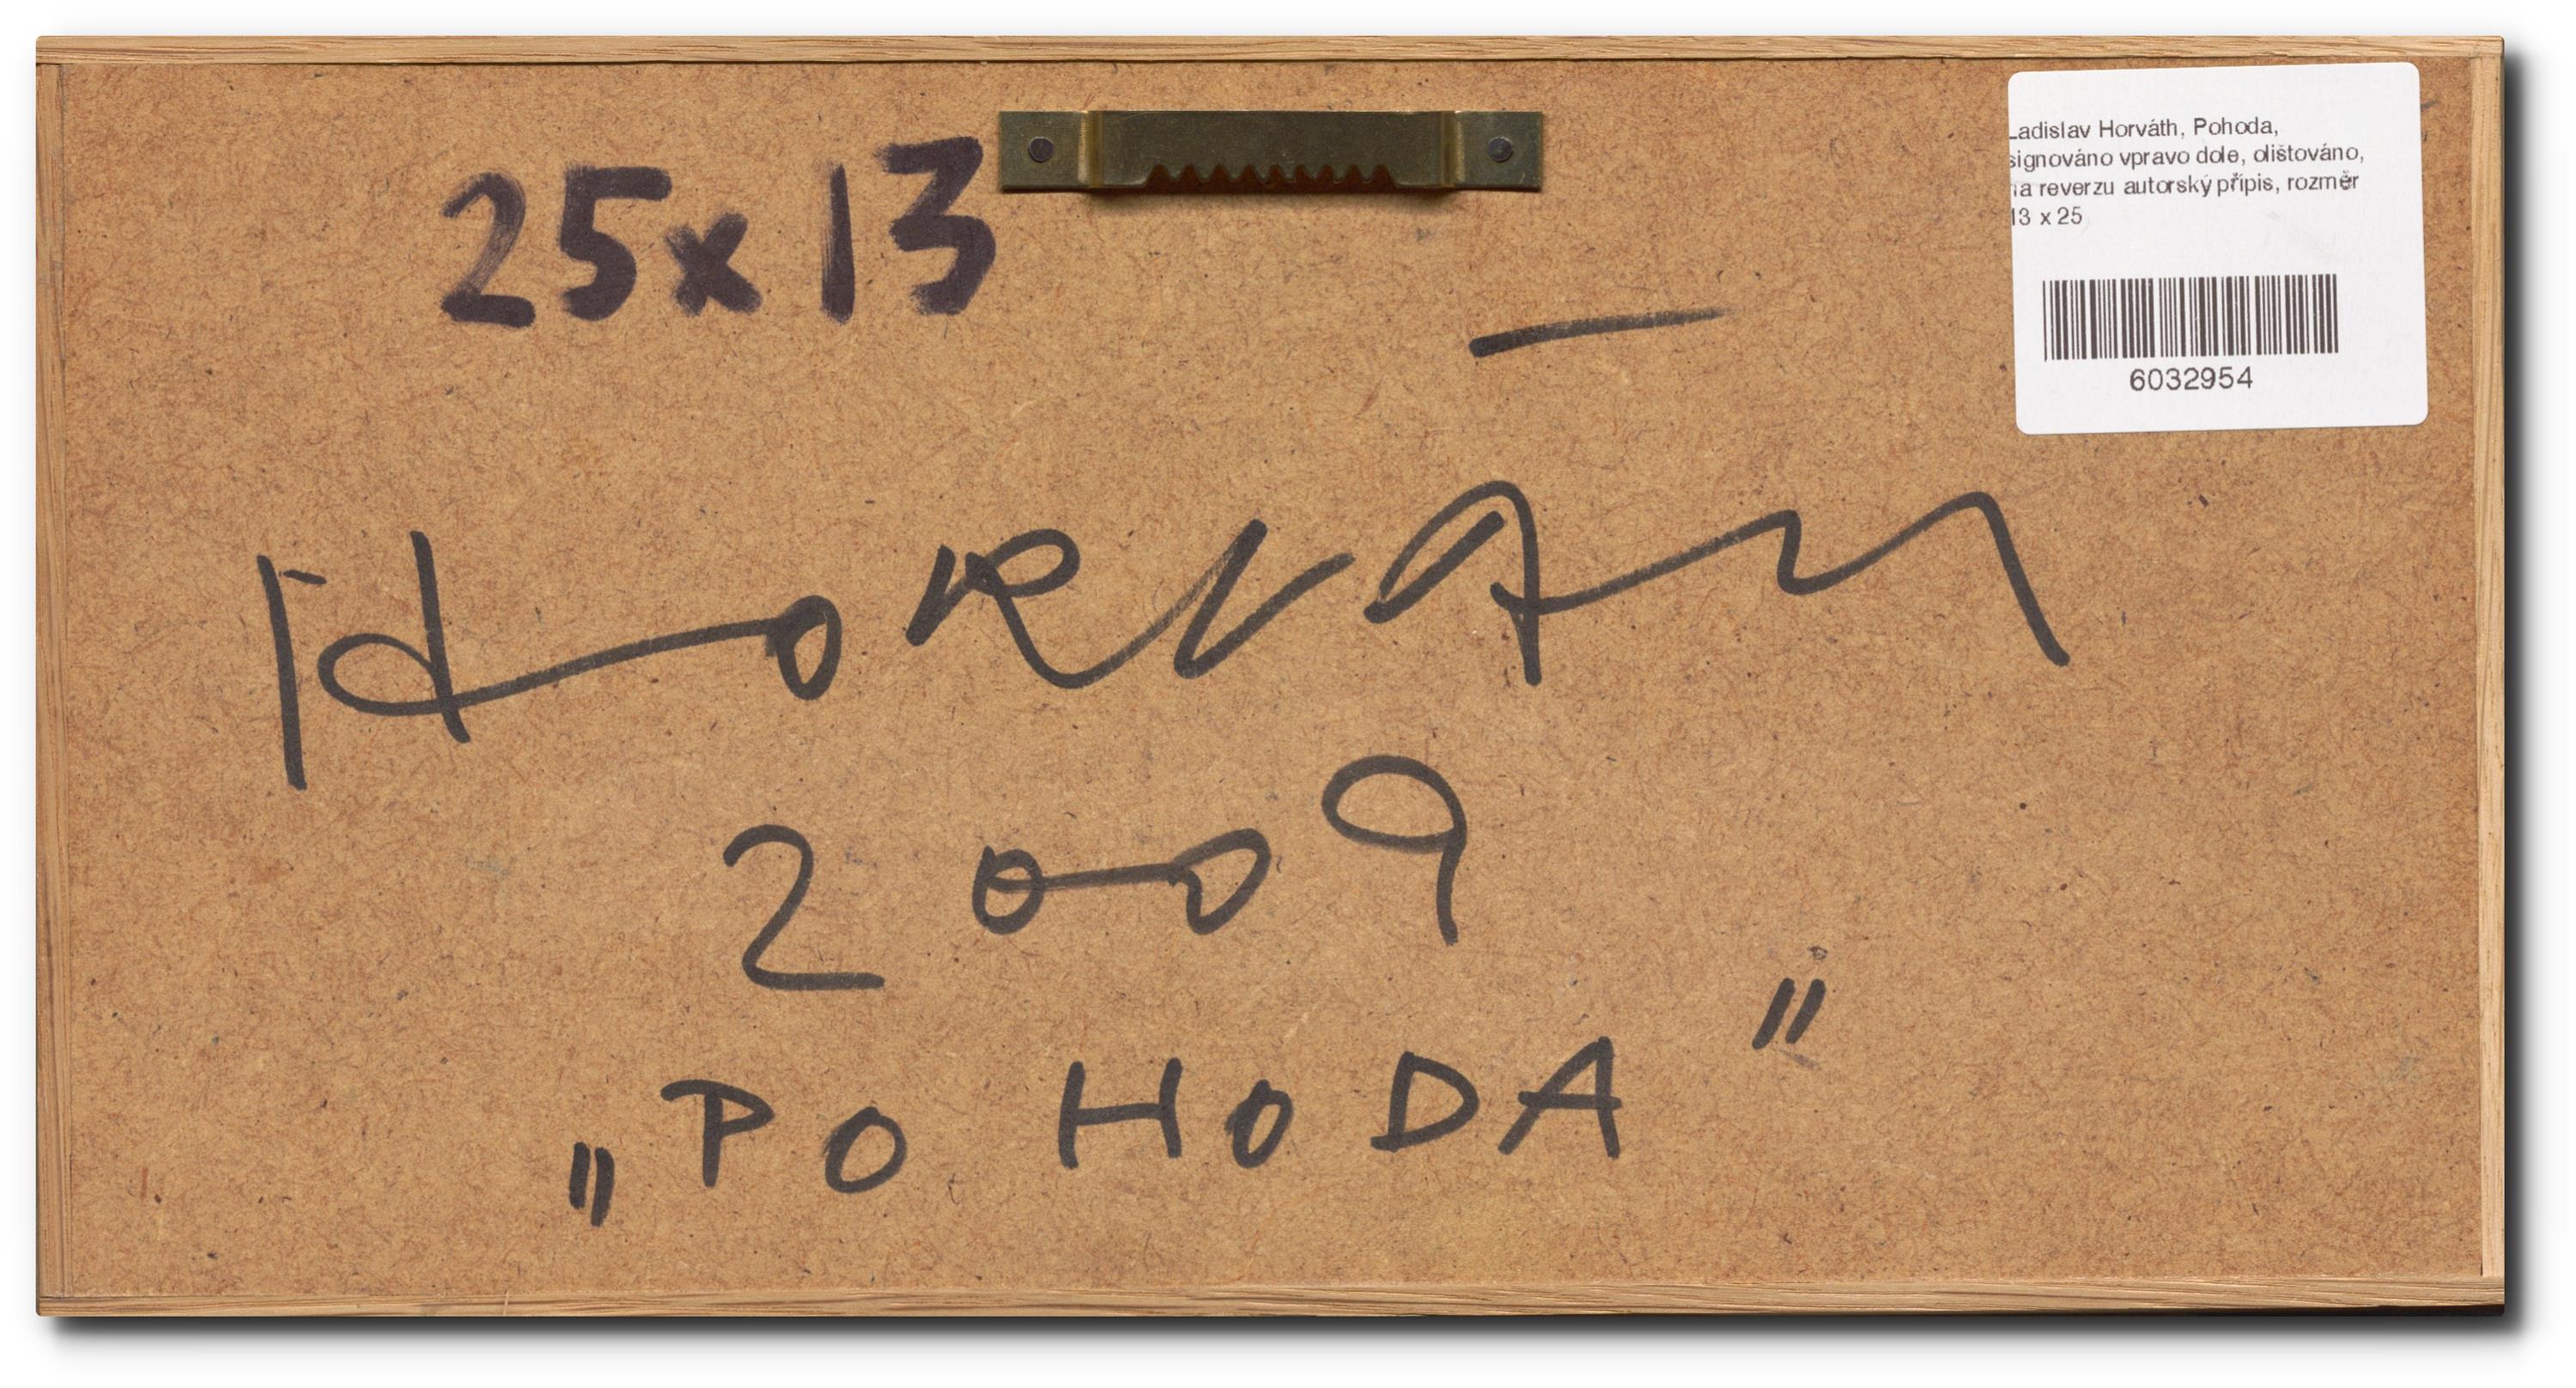 25x13
Ladislav Horváth, Pohoda,
signováno vpravo dole, olištováno,
na reverzu autorský přípis, rozměr
13 x 25
6032954
HORVÁTH
2009
„POHODA"